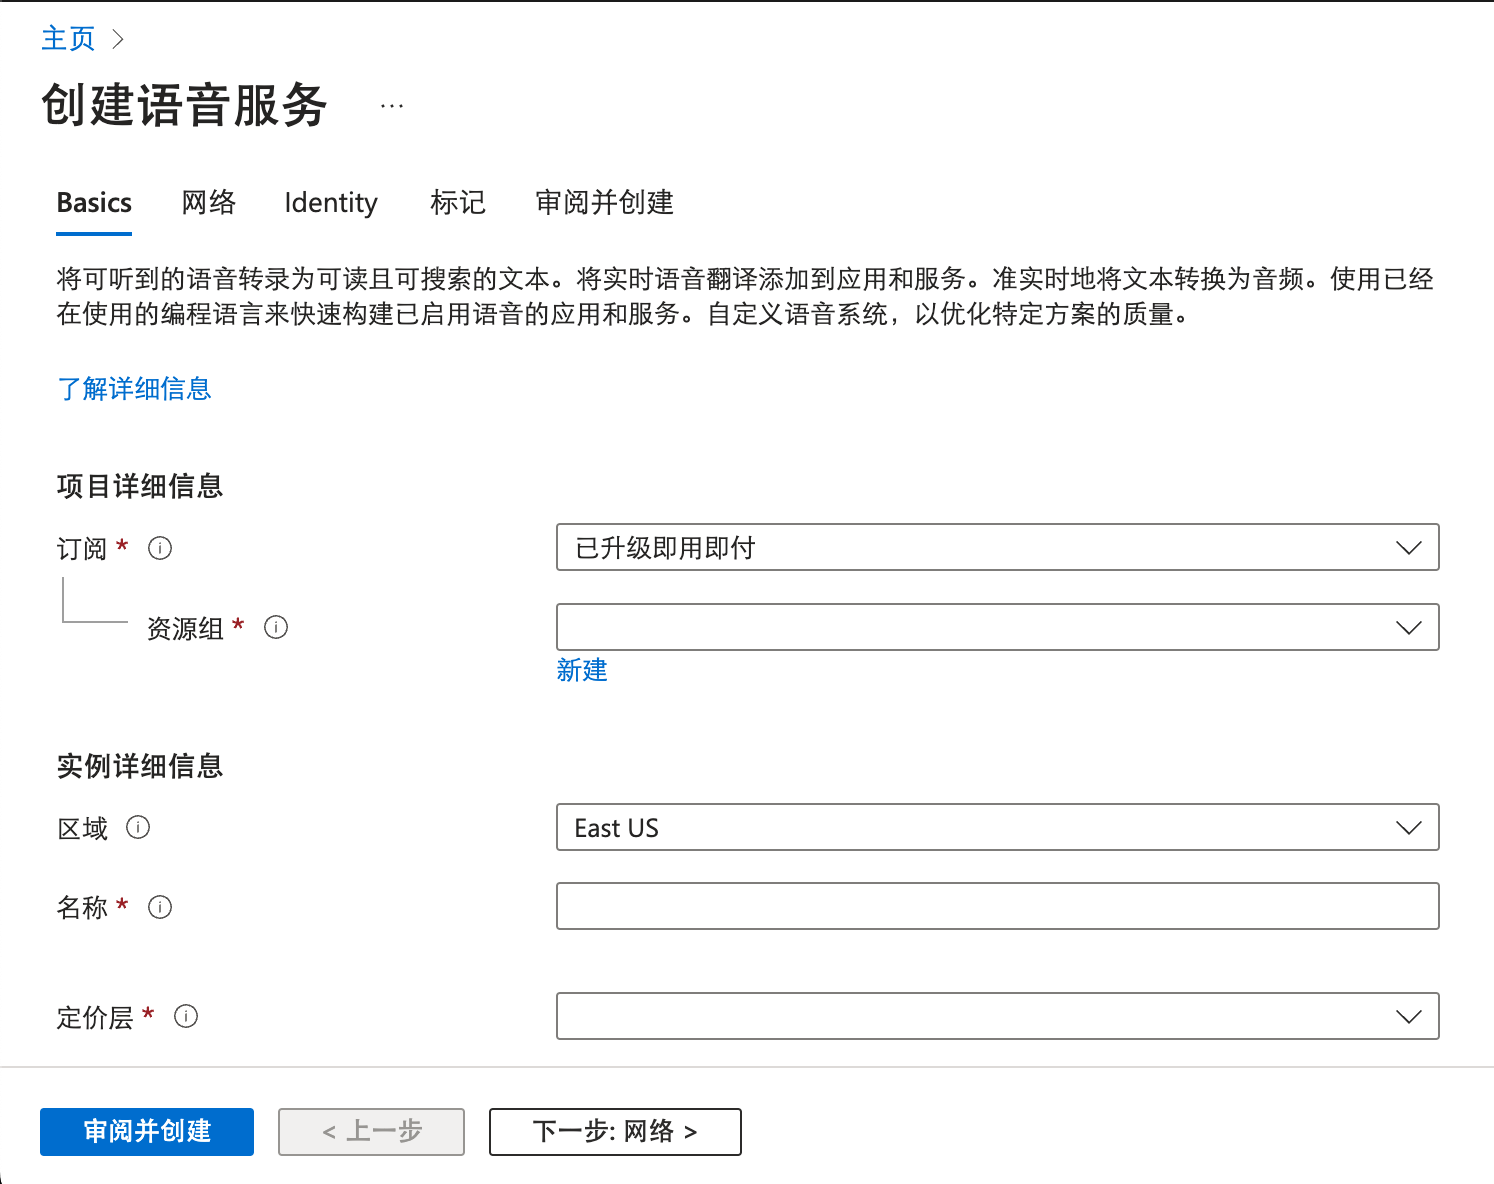 主页 >
创建语音服务 ...
Basics 网络 Identity 标记 审阅并创建
将可听到的语音转录为可读且可搜索的文本。将实时语音翻译添加到应用和服务。准实时地将文本转换为音频。使用已经
在使用的编程语言来快速构建已启用语音的应用和服务。自定义语音系统，以优化特定方案的质量。
了解详细信息
项目详细信息
订阅 * 已升级即用即付
资源组 *
新建
实例详细信息
区域 East US
名称 *
定价层 *
审阅并创建 < 上一步 下一步: 网络 >